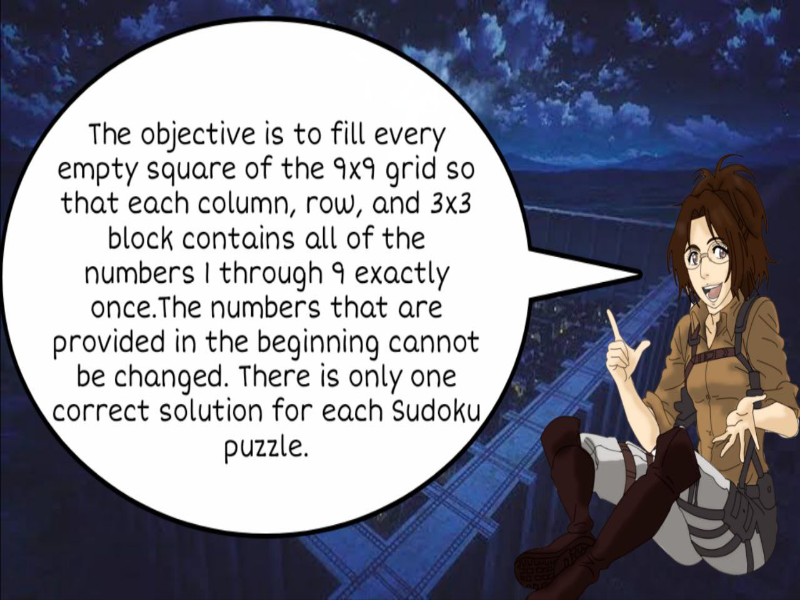 The objective is to fill every
empty square of the 9x9 grid so
that each column, row, and 3x3
block contains all of the
numbers 1 through 9 exactly
once.The numbers that are
provided in the beginning cannot
be changed. There is only one
correct solution for each Sudoku
puzzle.